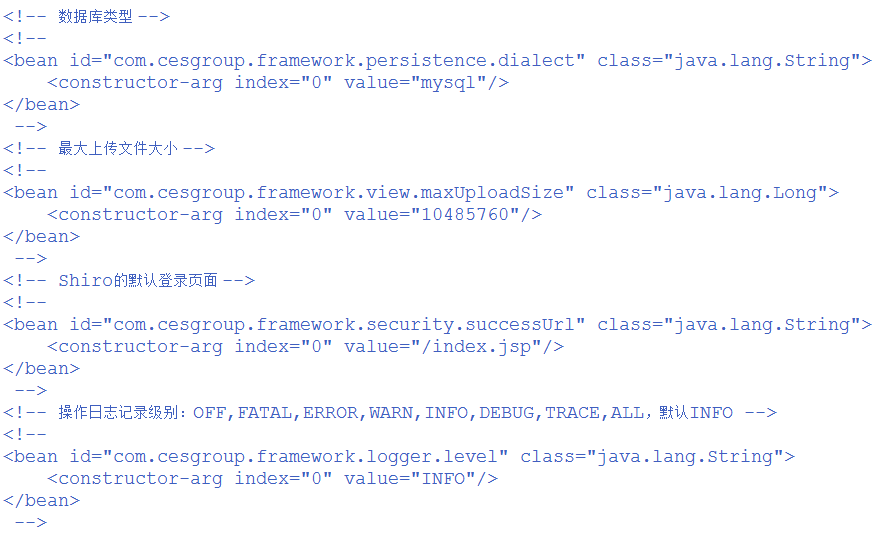 <!-- 数据库类型 -->
<!--
<bean id="com.cesgroup.framework.persistence.dialect" class="java.lang.String">
    <constructor-arg index="0" value="mysql"/>
</bean>
 -->
<!-- 最大上传文件大小 -->
<!--
<bean id="com.cesgroup.framework.view.maxUploadSize" class="java.lang.Long">
    <constructor-arg index="0" value="10485760"/>
</bean>
 -->
<!-- Shiro的默认登录页面 -->
<!--
<bean id="com.cesgroup.framework.security.successUrl" class="java.lang.String">
    <constructor-arg index="0" value="/index.jsp"/>
</bean>
 -->
<!-- 操作日志记录级别：OFF,FATAL,ERROR,WARN,INFO,DEBUG,TRACE,ALL，默认INFO -->
<!--
<bean id="com.cesgroup.framework.logger.level" class="java.lang.String">
    <constructor-arg index="0" value="INFO"/>
</bean>
 -->